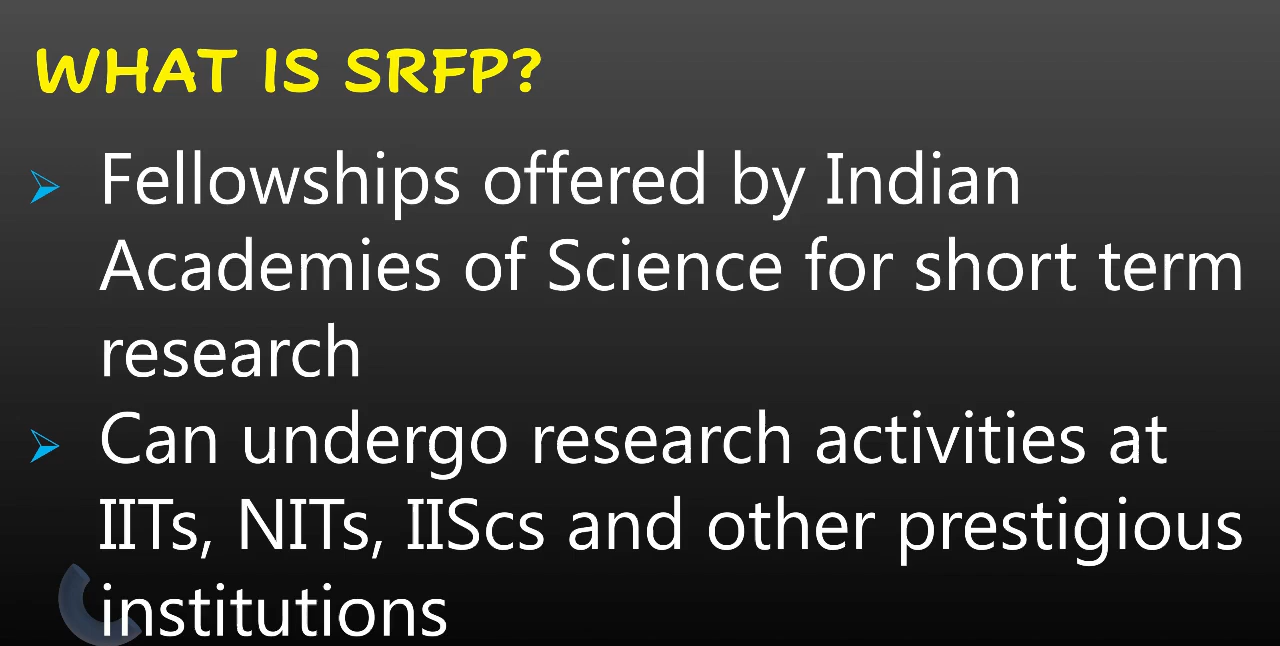 WHAT IS SRFP?
Fellowships offered by Indian
Academies of Science for short term
research
Can undergo research activities at
IITs, NITs, IIScs and other prestigious
institutions